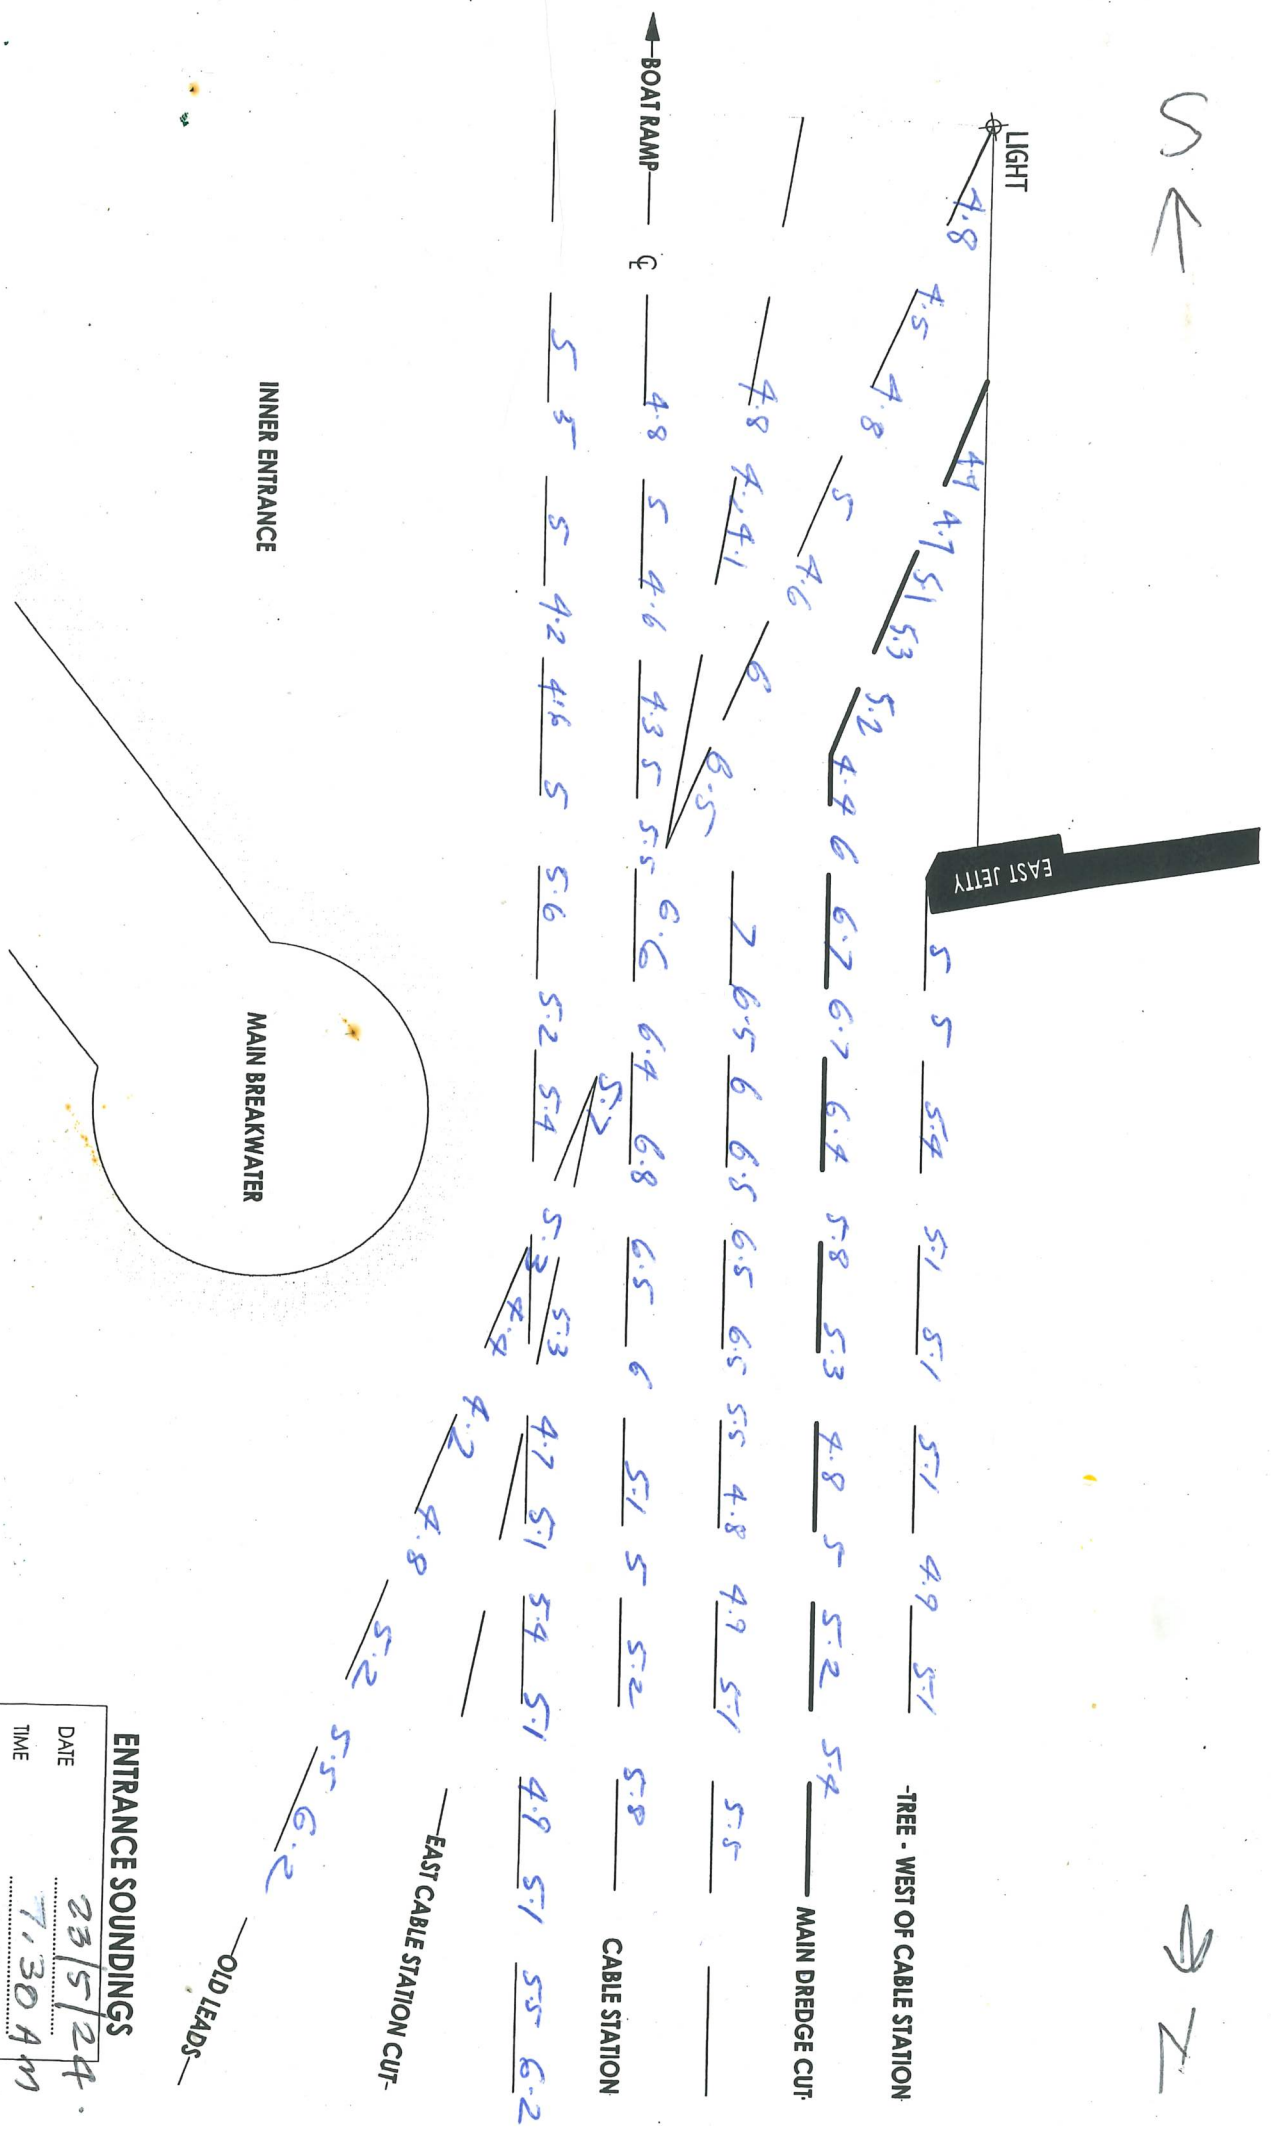 S ←
→ N
LIGHT
4.8 4.5 4.8 5 4.6 6 6.5
4.7 5.1 5.3 5.2 4.4 6 6.7 6.7 6.4 5.8 5.3 4.8 5 5.2 5.4
MAIN DREDGE CUT-
EAST JETTY
5 5 5.4 5.1 5.1 5.1 4.9 5.1
-TREE - WEST OF CABLE STATION
4.8 4.1 7 6.5 6 6.5 6.5 6.5 5.5 4.8 4.9 5.1 5.5
BOAT RAMP
℄
4.8 5 4.6 4.3 5 5.5 6.6 6.4 6.8 6.5 6 5.1 5 5.2 5.8
CABLE STATION
5 5 5 4.2 4.6 5 5.6 5.2 5.4 5.3 4.7 5.1 5.4 5.1 4.9 5.1 5.5 6.2
5.7 5.3
EAST CABLE STATION CUT-
4.4 4.2 4.8 5.2 5.5 6.2
OLD LEADS
INNER ENTRANCE
MAIN BREAKWATER
ENTRANCE SOUNDINGS
DATE 23/5/24.
TIME 7.30 AM